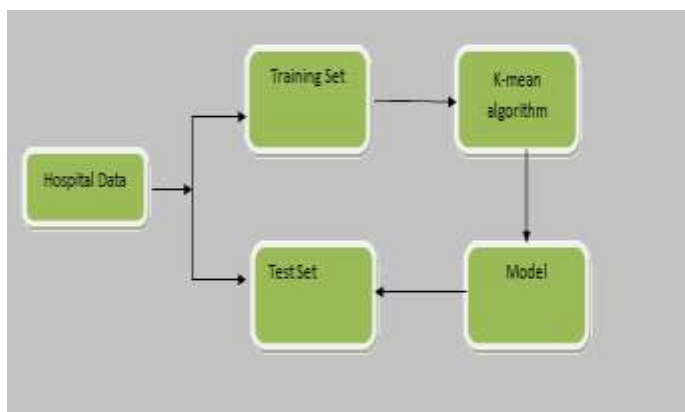 Training Set
K-mean
algorithm
Hospital Data
Test Set
Model